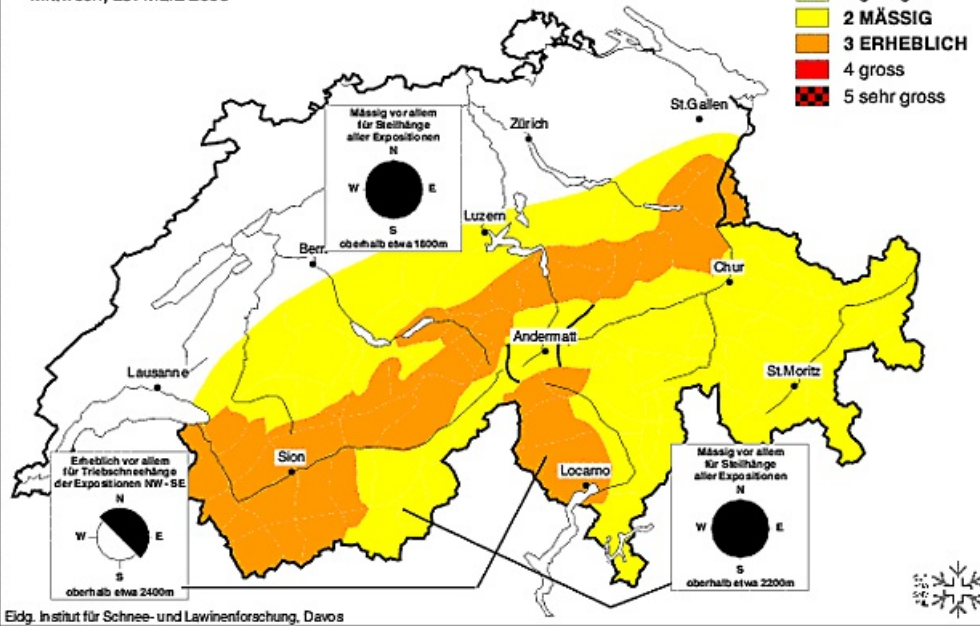 2 MÄSSIG
3 ERHEBLICH
4 gross
5 sehr gross
St.Gallen
Zürich
Mässig vor allem
für Steilhänge
aller Expositionen
N
W E
S
oberhalb etwa 1800m
Luzern
Bern
Chur
Andermatt
Lausanne
St.Moritz
Sion
Locarno
Erheblich vor allem
für Triebschneehänge
der Expositionen NW - SE
N
W E
S
oberhalb etwa 2400m
Mässig vor allem
für Steilhänge
aller Expositionen
N
W E
S
oberhalb etwa 2200m
Eidg. Institut für Schnee- und Lawinenforschung, Davos